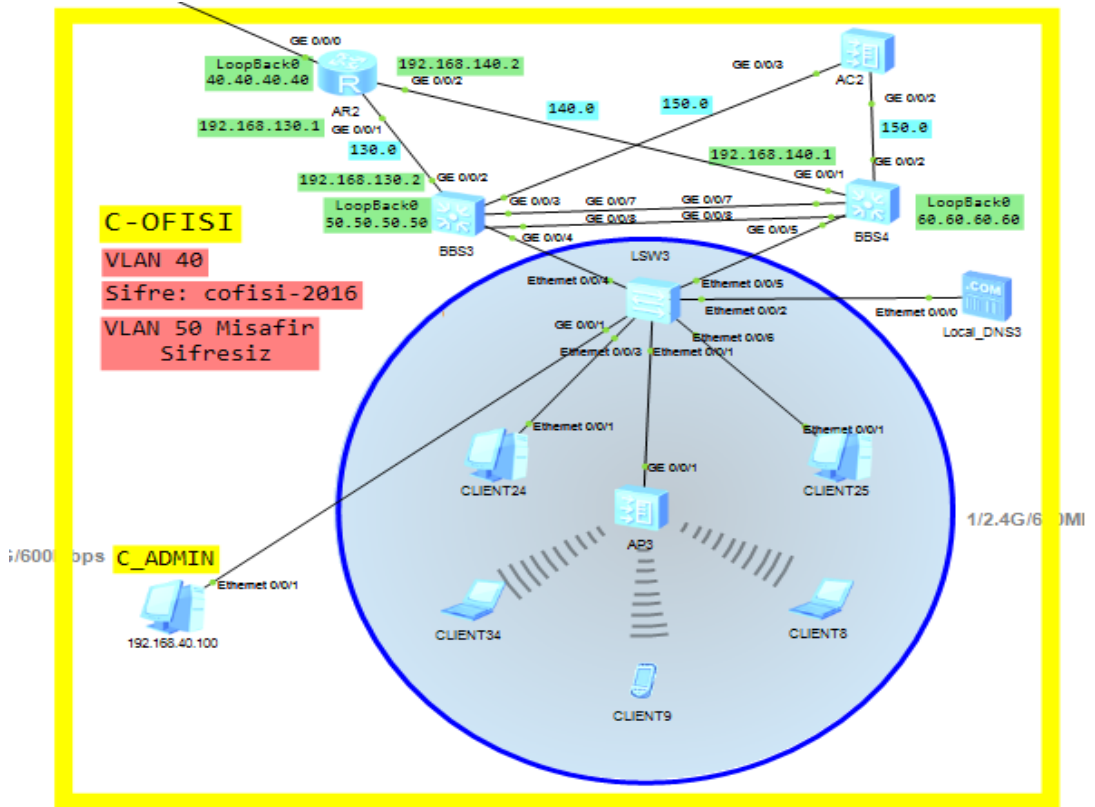 GE 0/0/0
LoopBack0
40.40.40.40
AR2
192.168.140.2
GE 0/0/2
GE 0/0/3
AC2
GE 0/0/2
150.0
140.0
150.0
192.168.130.1
GE 0/0/1
130.0
192.168.140.1
GE 0/0/2
GE 0/0/1
192.168.130.2
GE 0/0/2
LoopBack0
50.50.50.50
GE 0/0/3
GE 0/0/7
GE 0/0/7
GE 0/0/8
GE 0/0/8
LoopBack0
60.60.60.60
BBS3
GE 0/0/4
GE 0/0/5
BBS4
C-OFISI
VLAN 40
Sifre: cofisi-2016
VLAN 50 Misafir
Sifresiz
LSW3
Ethernet 0/0/4
Ethernet 0/0/5
Ethernet 0/0/2
Ethernet 0/0/0
Local_DNS3
GE 0/0/1
Ethernet 0/0/6
Ethernet 0/0/3
Ethernet 0/0/1
Ethernet 0/0/1
CLIENT24
Ethernet 0/0/1
CLIENT25
GE 0/0/1
AP3
C_ADMIN
Ethernet 0/0/1
192.168.40.100
CLIENT34
CLIENT8
CLIENT9